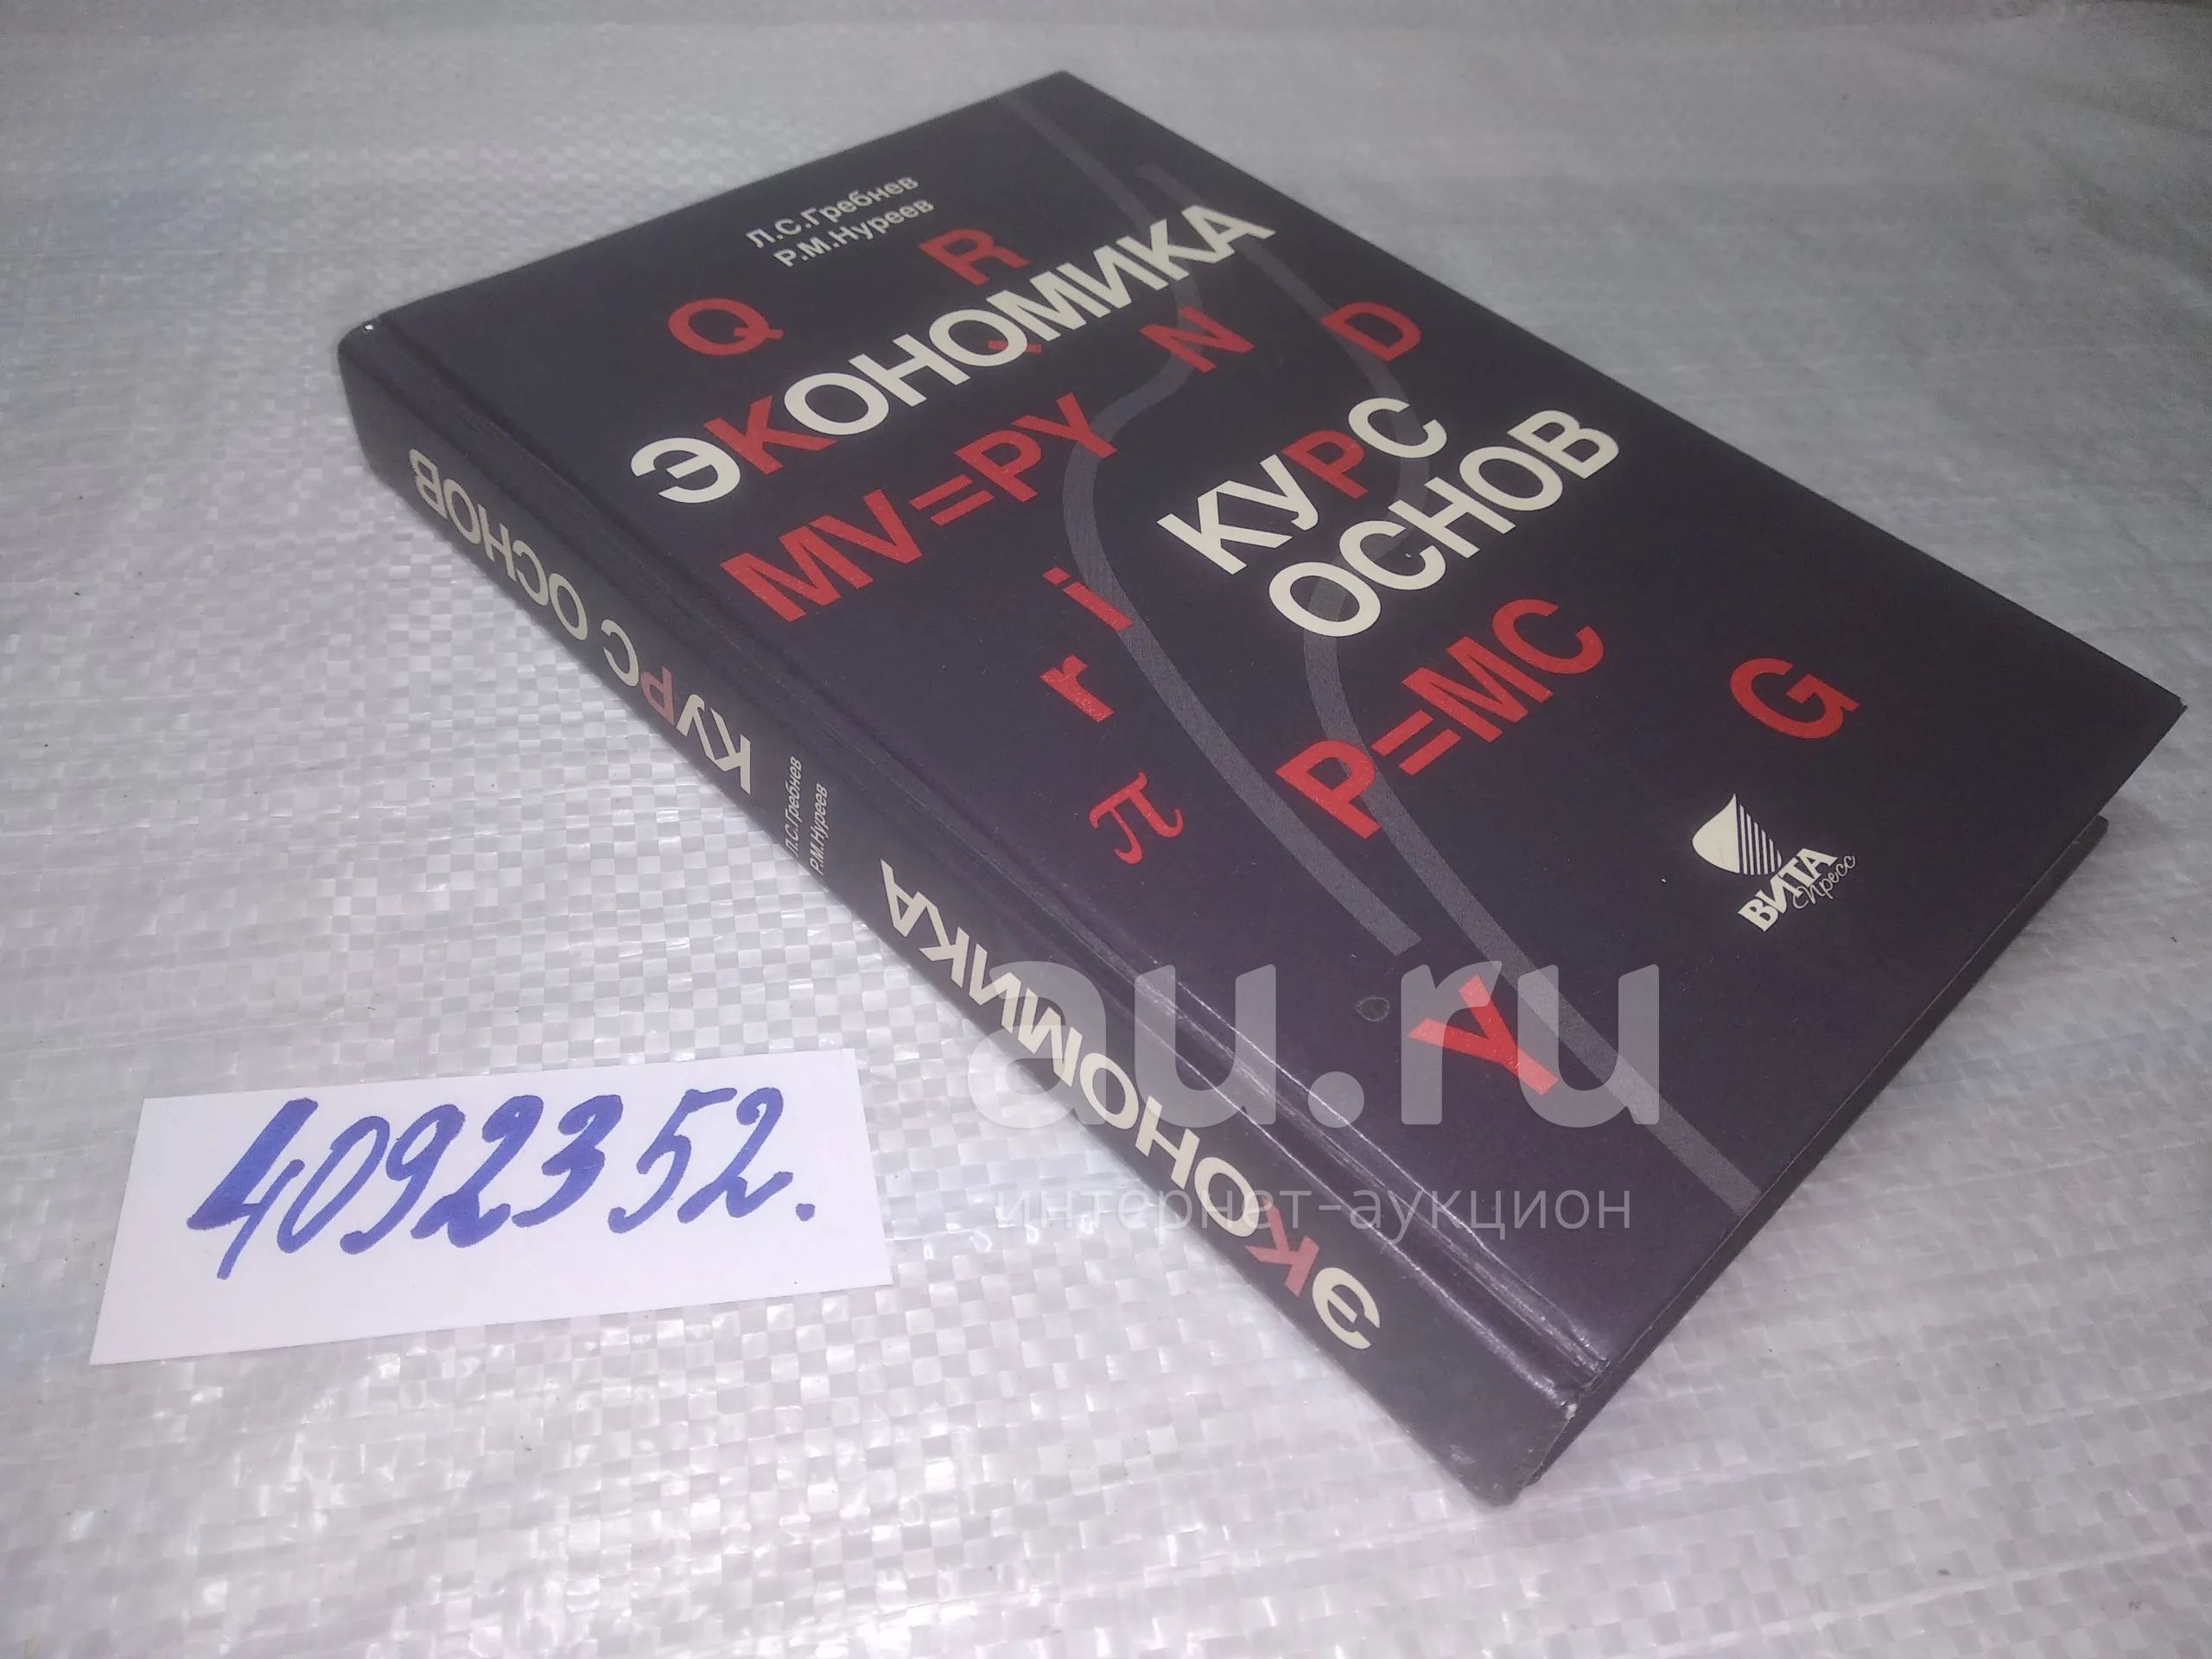 Л.С.Гребнев
Р.М.Нуреев
Q R
ЭКОНОМИКА
N D
MV=PY
КУРС
ОСНОВ
i
r
P=MC
G
π
ВИТА
Пресс
Y
КУРС ОСНОВ
Л.С.Гребнев
Р.М.Нуреев
ЭКОНОМИКА
4092352.
au.ru
интернет-аукцион